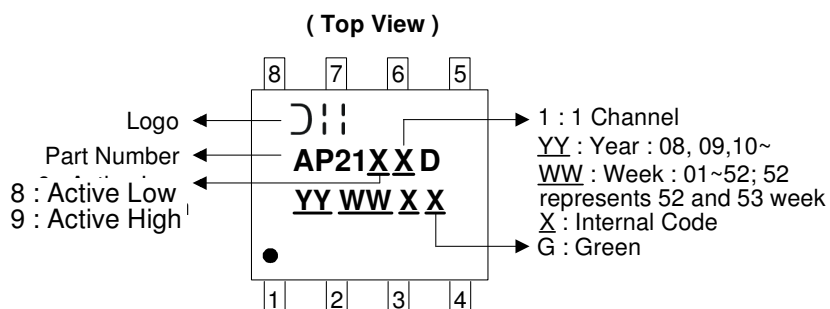 ( Top View )
8 7 6 5
Logo
Part Number
8 : Active Low
9 : Active High
AP21XXD
YY WW X X
1 : 1 Channel
YY : Year : 08, 09,10~
WW : Week : 01~52; 52
represents 52 and 53 week
X : Internal Code
G : Green
1 2 3 4